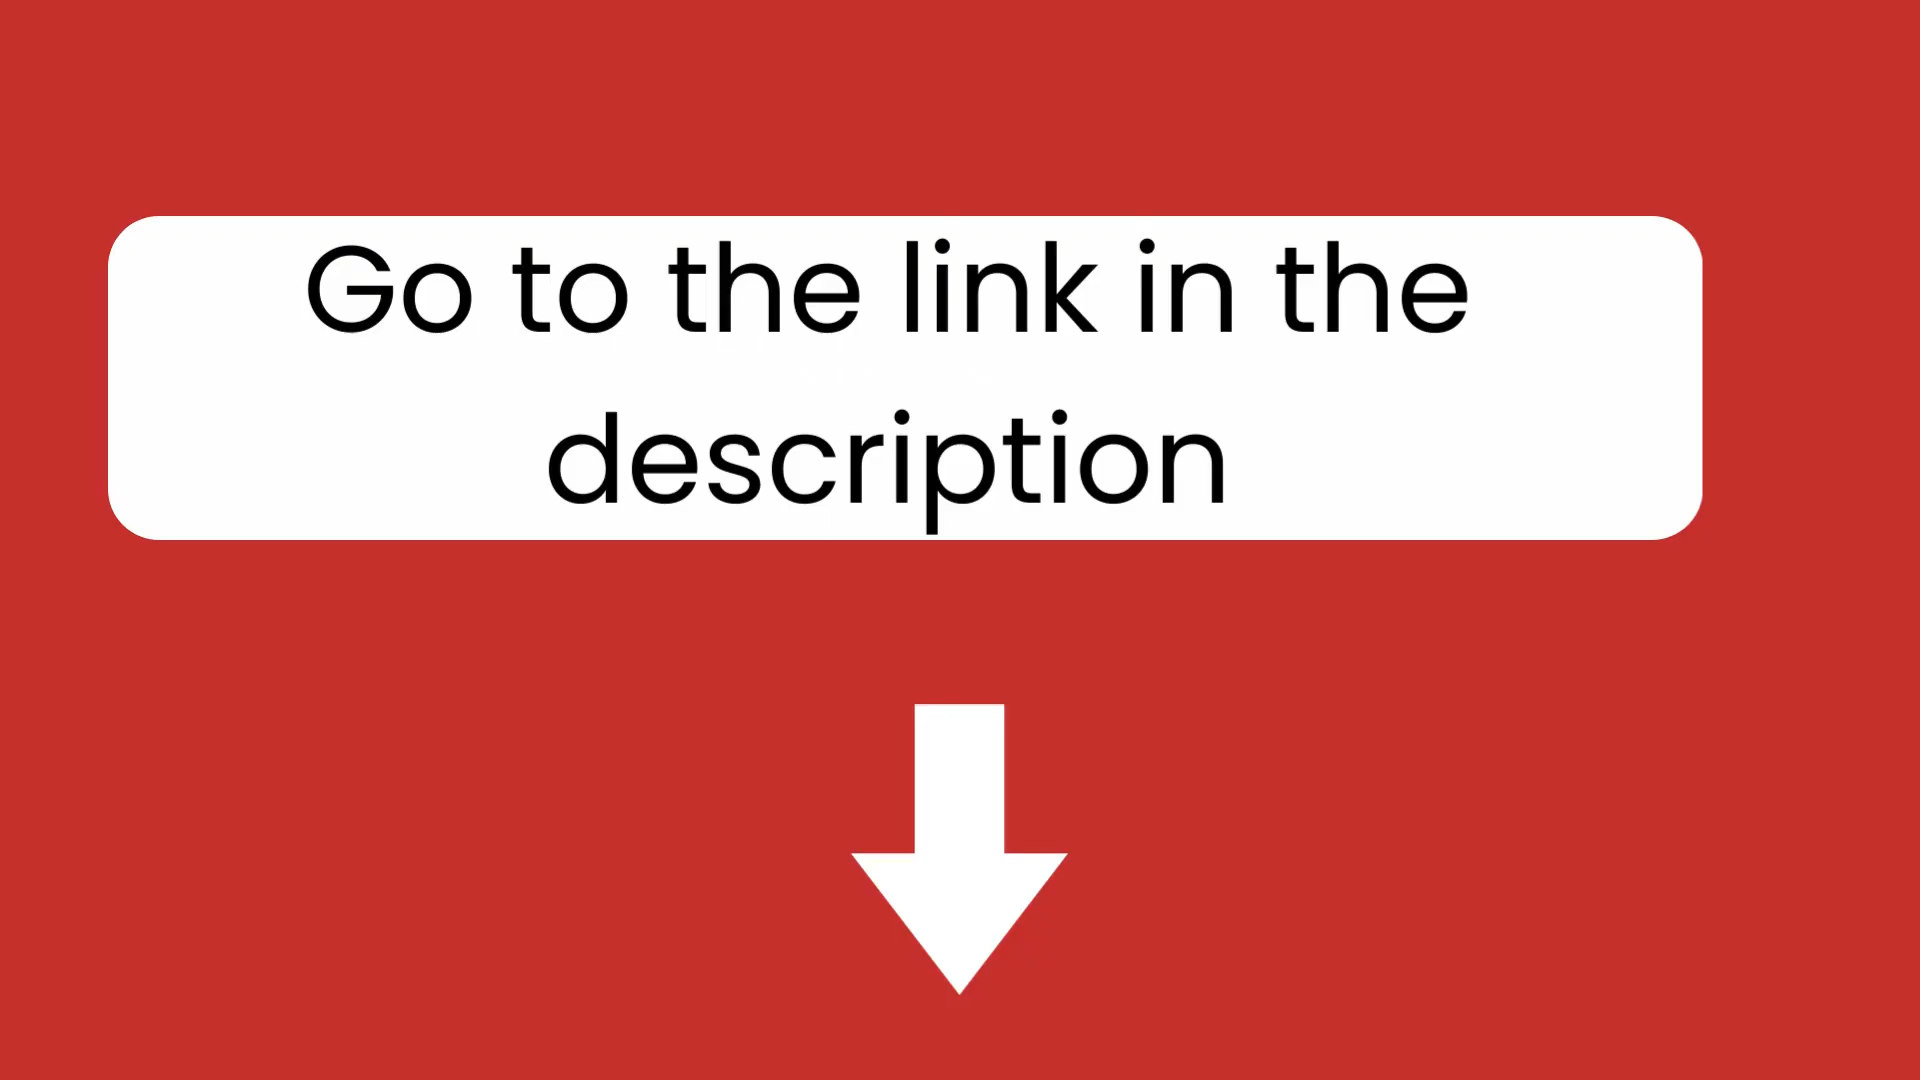 Go to the link in the
description